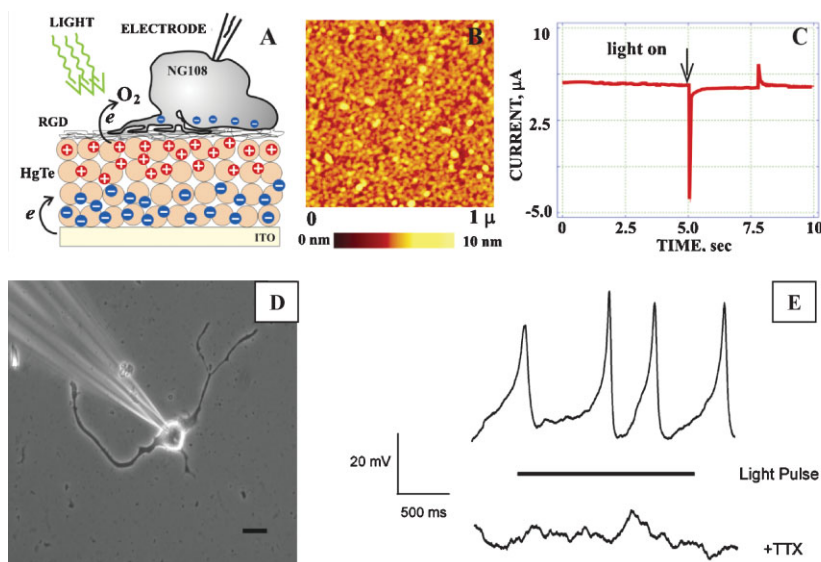 LIGHT
ELECTRODE
A
NG108
O2
e
RGD
HgTe
e
ITO
B
0
1 μ
0 nm
10 nm
C
light on
CURRENT, μA
10
2.5
-5.0
0
2.5
5.0
7.5
10
TIME, sec
D
E
20 mV
500 ms
Light Pulse
+TTX